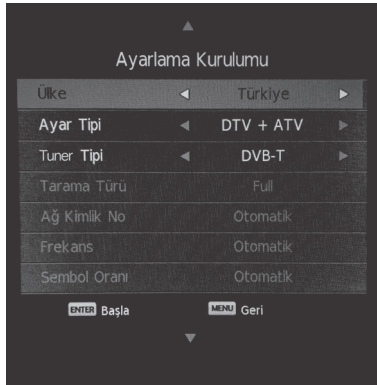 Ayarlama Kurulumu
Ülke Türkiye
Ayar Tipi DTV + ATV
Tuner Tipi DVB-T
Tarama Türü Full
Ağ Kimlik No Otomatik
Frekans Otomatik
Sembol Oranı Otomatik
ENTER Başla MENU Geri